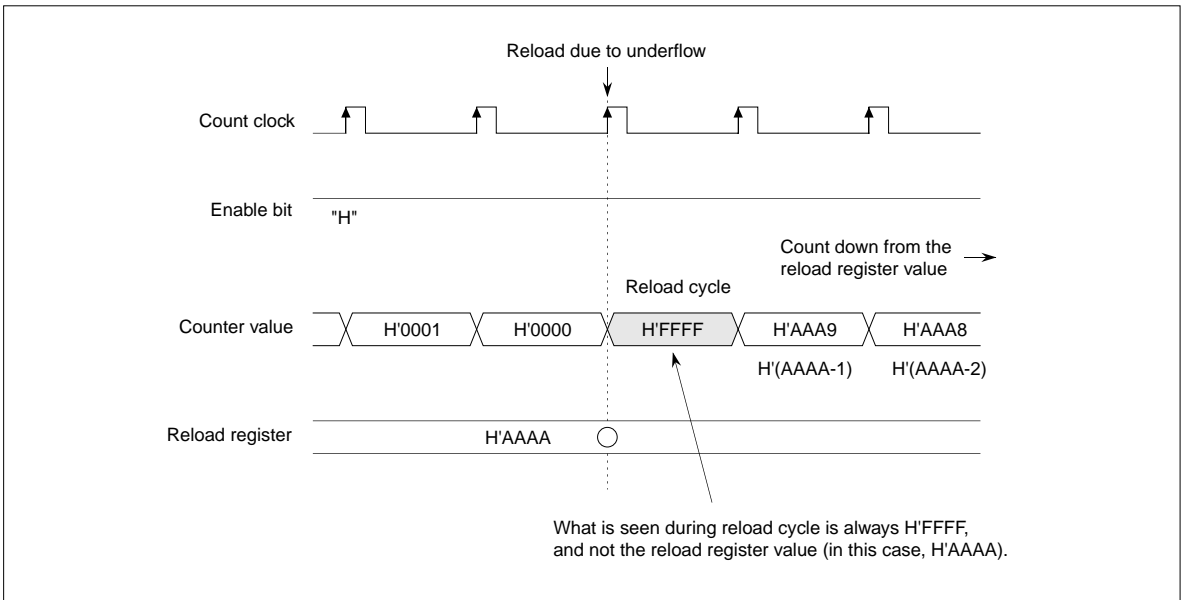 Reload due to underflow
Count clock
Enable bit
"H"
Count down from the
reload register value
Reload cycle
Counter value
H'0001
H'0000
H'FFFF
H'AAA9
H'AAA8
H'(AAAA-1)
H'(AAAA-2)
Reload register
H'AAAA
What is seen during reload cycle is always H'FFFF,
and not the reload register value (in this case, H'AAAA).